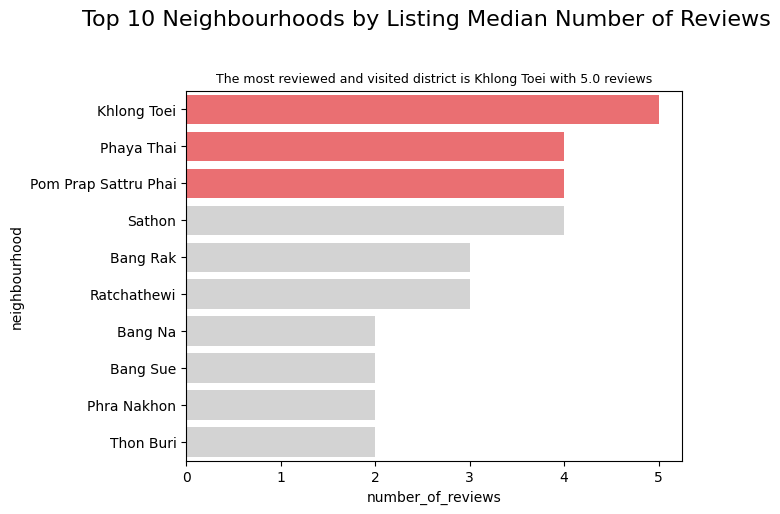 Top 10 Neighbourhoods by Listing Median Number of Reviews
The most reviewed and visited district is Khlong Toei with 5.0 reviews
neighbourhood
Khlong Toei
Phaya Thai
Pom Prap Sattru Phai
Sathon
Bang Rak
Ratchathewi
Bang Na
Bang Sue
Phra Nakhon
Thon Buri
0 1 2 3 4 5
number_of_reviews